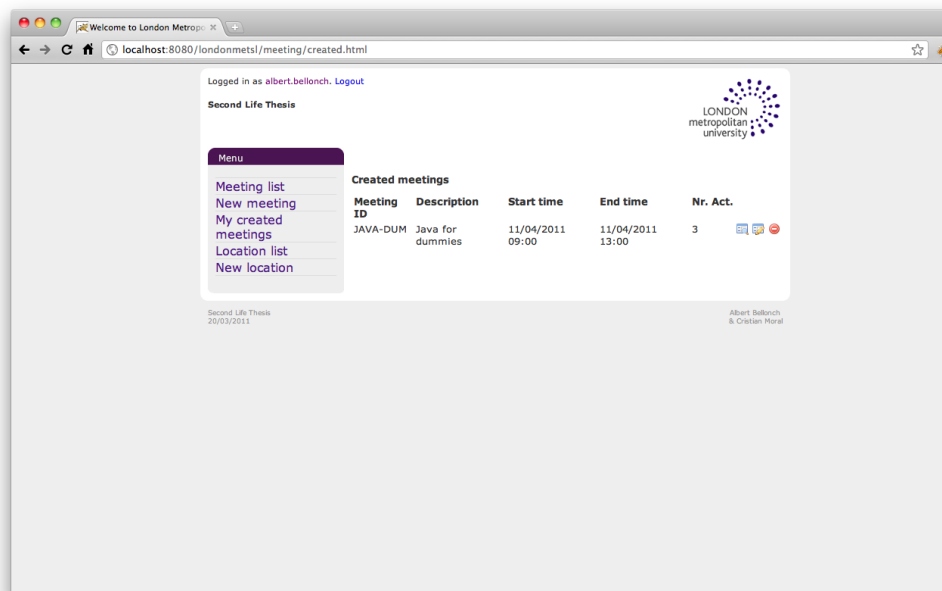 Welcome to London Metropo
localhost:8080/londonmetsl/meeting/created.html
Logged in as albert.bellonch. Logout
Second Life Thesis
LONDON
metropolitan
university
Menu
Meeting list
New meeting
My created
meetings
Location list
New location
Created meetings
Meeting ID Description Start time End time Nr. Act.
JAVA-DUM Java for dummies 11/04/2011 09:00 11/04/2011 13:00 3
Second Life Thesis
20/03/2011
Albert Bellonch
& Cristian Moral